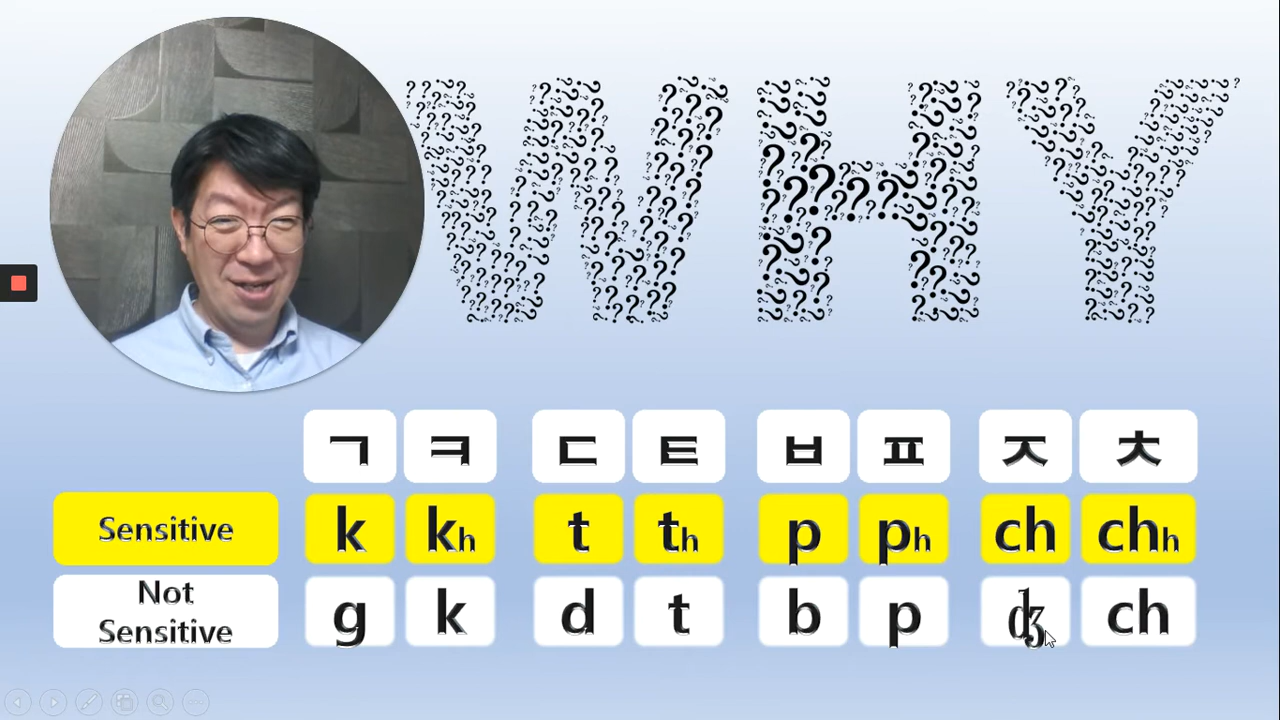 WHY
ㄱ ㅋ ㄷ ㅌ ㅂ ㅍ ㅈ ㅊ
Sensitive k kh t th p ph ch chh
Not
Sensitive g k d t b p ʤ ch